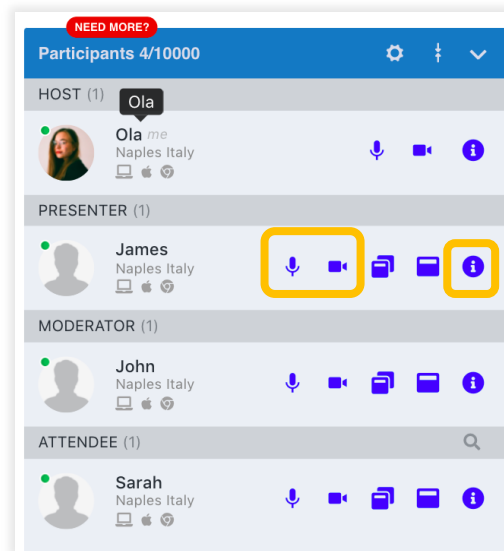 NEED MORE?
Participants 4/10000
HOST (1)
Ola
Ola me
Naples Italy
PRESENTER (1)
James
Naples Italy
MODERATOR (1)
John
Naples Italy
ATTENDEE (1)
Sarah
Naples Italy